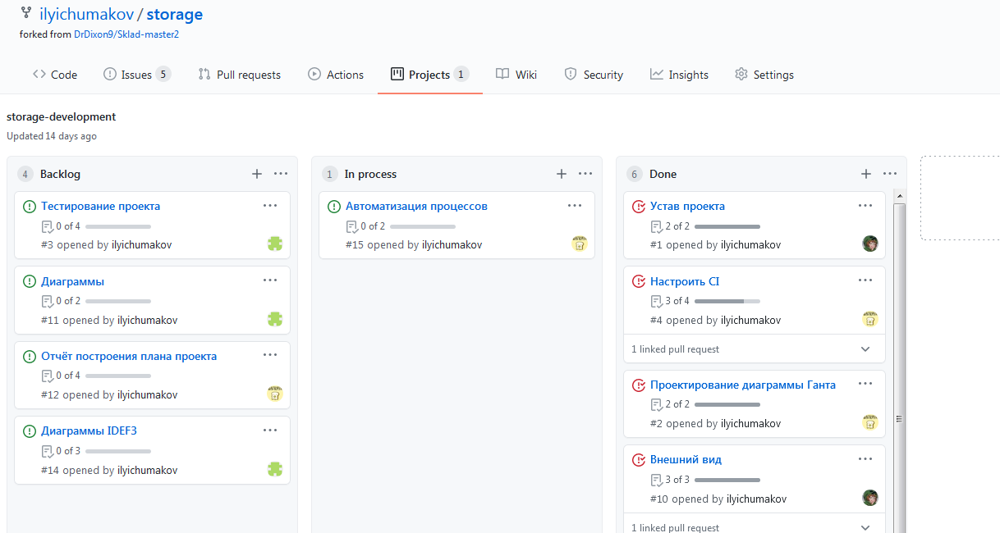 ilyichumakov / storage
forked from DrDixon9/Sklad-master2
Code Issues 5 Pull requests Actions Projects 1 Wiki Security Insights Settings
storage-development
Updated 14 days ago
4 Backlog
Тестирование проекта
0 of 4
#3 opened by ilyichumakov
Диаграммы
0 of 2
#11 opened by ilyichumakov
Отчёт построения плана проекта
0 of 4
#12 opened by ilyichumakov
Диаграммы IDEF3
0 of 3
#14 opened by ilyichumakov
1 In process
Автоматизация процессов
0 of 2
#15 opened by ilyichumakov
6 Done
Устав проекта
2 of 2
#1 opened by ilyichumakov
Настроить CI
3 of 4
#4 opened by ilyichumakov
1 linked pull request
Проектирование диаграммы Ганта
2 of 2
#2 opened by ilyichumakov
Внешний вид
3 of 3
#10 opened by ilyichumakov
1 linked pull request